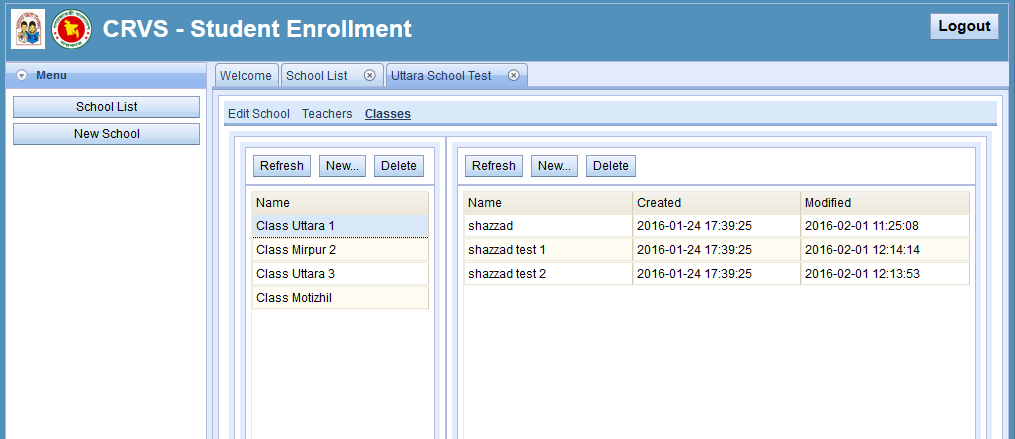 CRVS - Student Enrollment
Logout
Menu
School List
New School
Welcome School List Uttara School Test
Edit School Teachers Classes
Refresh New... Delete
Name
Class Uttara 1
Class Mirpur 2
Class Uttara 3
Class Motizhil
Refresh New... Delete
Name Created Modified
shazzad 2016-01-24 17:39:25 2016-02-01 11:25:08
shazzad test 1 2016-01-24 17:39:25 2016-02-01 12:14:14
shazzad test 2 2016-01-24 17:39:25 2016-02-01 12:13:53